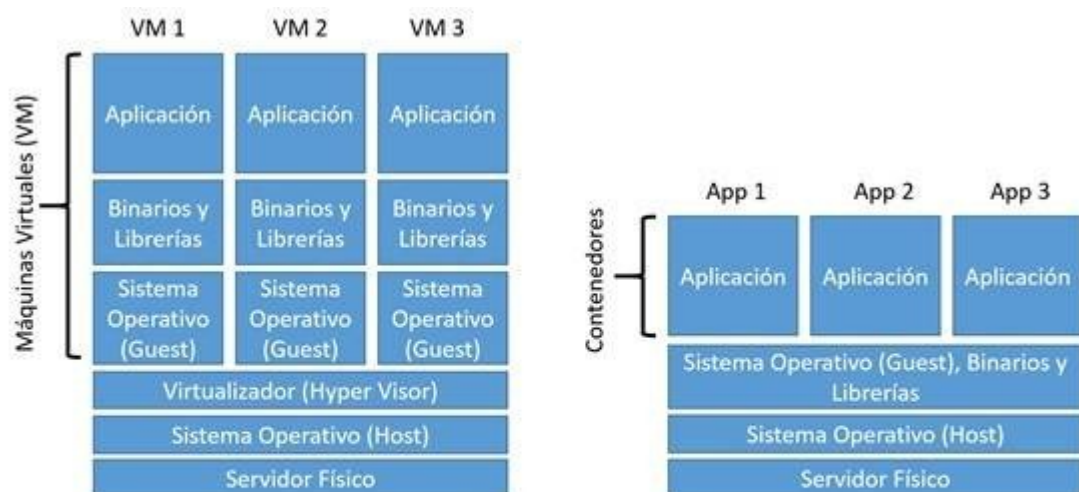 VM 1
VM 2
VM 3
Máquinas Virtuales (VM)
Aplicación
Aplicación
Aplicación
Binarios y
Librerías
Binarios y
Librerías
Binarios y
Librerías
Sistema
Operativo
(Guest)
Sistema
Operativo
(Guest)
Sistema
Operativo
(Guest)
Virtualizador (Hyper Visor)
Sistema Operativo (Host)
Servidor Físico
App 1
App 2
App 3
Contenedores
Aplicación
Aplicación
Aplicación
Sistema Operativo (Guest), Binarios y
Librerías
Sistema Operativo (Host)
Servidor Físico